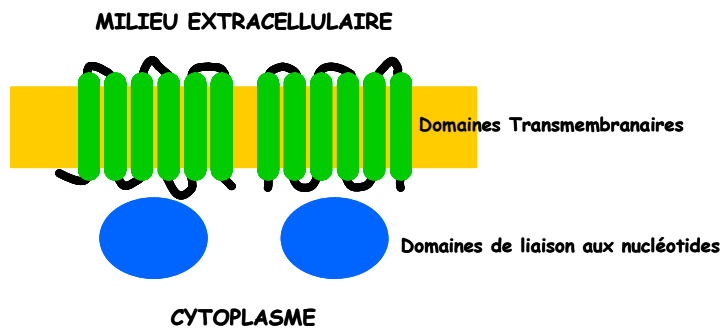 MILIEU EXTRACELLULAIRE
Domaines Transmembranaires
Domaines de liaison aux nucléotides
CYTOPLASME